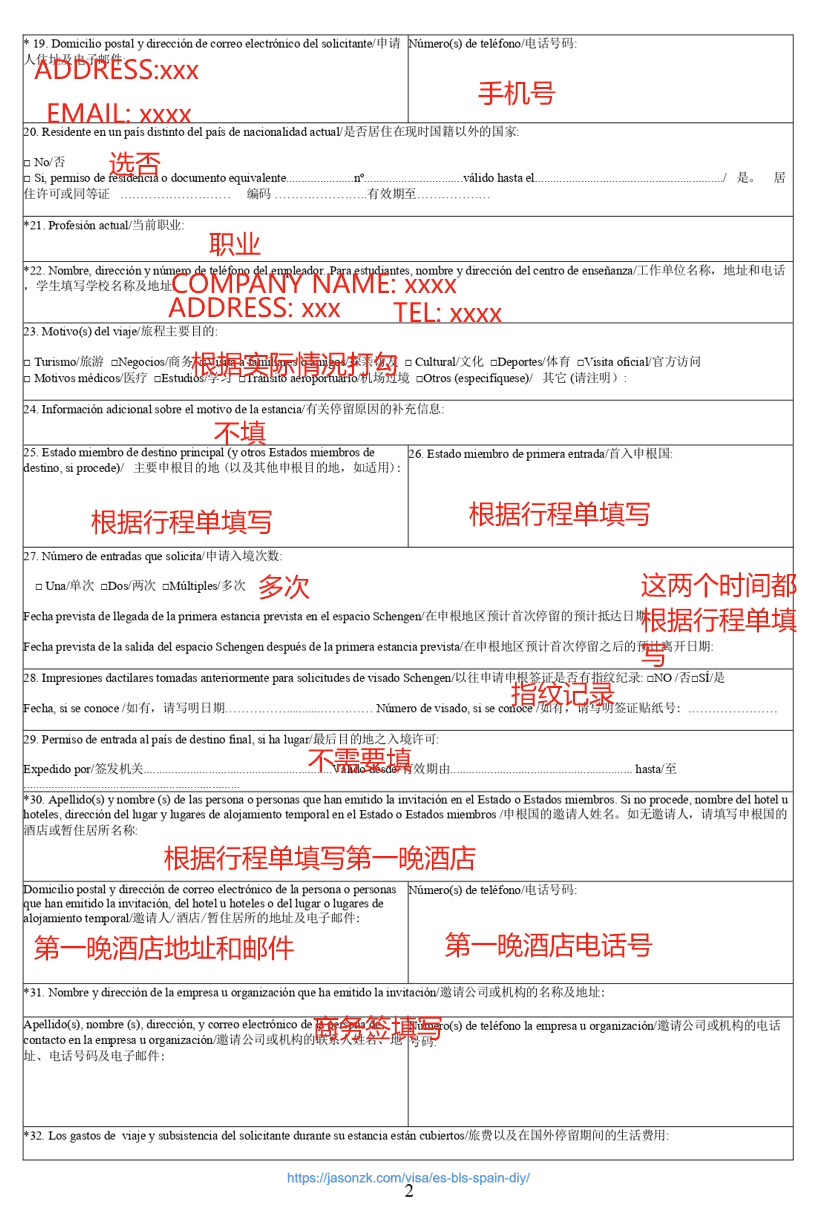 * 19. Domicilio postal y dirección de correo electrónico del solicitante/申请
人住址及电子邮件:
ADDRESS:xxx
EMAIL: xxxx
Número(s) de teléfono/电话号码:
手机号
20. Residente en un país distinto del país de nacionalidad actual/是否居住在现时国籍以外的国家:
□ No/否
选否
□ Si, permiso de residencia o documento equivalente......................nº................................válido hasta el............................................................./ 是。 居
住许可或同等证 ……………………… 编码 …………………..有效期至………………
*21. Profesión actual/当前职业:
职业
*22. Nombre, dirección y número de teléfono del empleador. Para estudiantes, nombre y dirección del centro de enseñanza/工作单位名称，地址和电话
，学生填写学校名称及地址
COMPANY NAME: xxxx
ADDRESS: xxx TEL: xxxx
23. Motivo(s) del viaje/旅程主要目的:
□ Turismo/旅游 □Negocios/商务 □Visita a familiares o amigos/探亲访友 □ Cultural/文化 □Deportes/体育 □Visita oficial/官方访问
根据实际情况打勾
□ Motivos médicos/医疗 □Estudios/学习 □Tránsito aeroportuario/机场过境 □Otros (especifíquese)/ 其它 (请注明）:
24. Información adicional sobre el motivo de la estancia/有关停留原因的补充信息:
不填
25. Estado miembro de destino principal (y otros Estados miembros de
destino, si procede)/ 主要申根目的地 (以及其他申根目的地，如适用）:
根据行程单填写
26. Estado miembro de primera entrada/首入申根国:
根据行程单填写
27. Número de entradas que solicita/申请入境次数:
□ Una/单次 □Dos/两次 □Múltiples/多次
多次
这两个时间都
根据行程单填
写
Fecha prevista de llegada de la primera estancia prevista en el espacio Schengen/在申根地区预计首次停留的预计抵达日期
Fecha prevista de la salida del espacio Schengen después de la primera estancia prevista/在申根地区预计首次停留之后的预计离开日期:
28. Impresiones dactilares tomadas anteriormente para solicitudes de visado Schengen/以往申请申根签证是否有指纹纪录: □NO /否□SÍ/是
指纹记录
Fecha, si se conoce /如有，请写明日期……………………………… Número de visado, si se conoce /如有，请写明签证贴纸号：…………………
29. Permiso de entrada al país de destino final, si ha lugar/最后目的地之入境许可:
不需要填
Expedido por/签发机关.............................................................Válido desde/有效期由........................................................... hasta/至
......................................................................
*30. Apellido(s) y nombre (s) de las persona o personas que han emitido la invitación en el Estado o Estados miembros. Si no procede, nombre del hotel u
hoteles, dirección del lugar y lugares de alojamiento temporal en el Estado o Estados miembros /申根国的邀请人姓名。如无邀请人，请填写申根国的
酒店或暂住居所名称:
根据行程单填写第一晚酒店
Domicilio postal y dirección de correo electrónico de la persona o personas
que han emitido la invitación, del hotel u hoteles o del lugar o lugares de
alojamiento temporal/邀请人/酒店/暂住居所的地址及电子邮件：
第一晚酒店地址和邮件
Número(s) de teléfono/电话号码:
第一晚酒店电话号
*31. Nombre y dirección de la empresa u organización que ha emitido la invitación/邀请公司或机构的名称及地址：
商务签填写
Apellido(s), nombre (s), dirección, y correo electrónico de la persona de
contacto en la empresa u organización/邀请公司或机构的联系人姓名、地
址、电话号码及电子邮件：
Número(s) de teléfono la empresa u organización/邀请公司或机构的电话
号码:
*32. Los gastos de viaje y subsistencia del solicitante durante su estancia están cubiertos/旅费以及在国外停留期间的生活费用:
https://jasonzk.com/visa/es-bls-spain-diy/
2